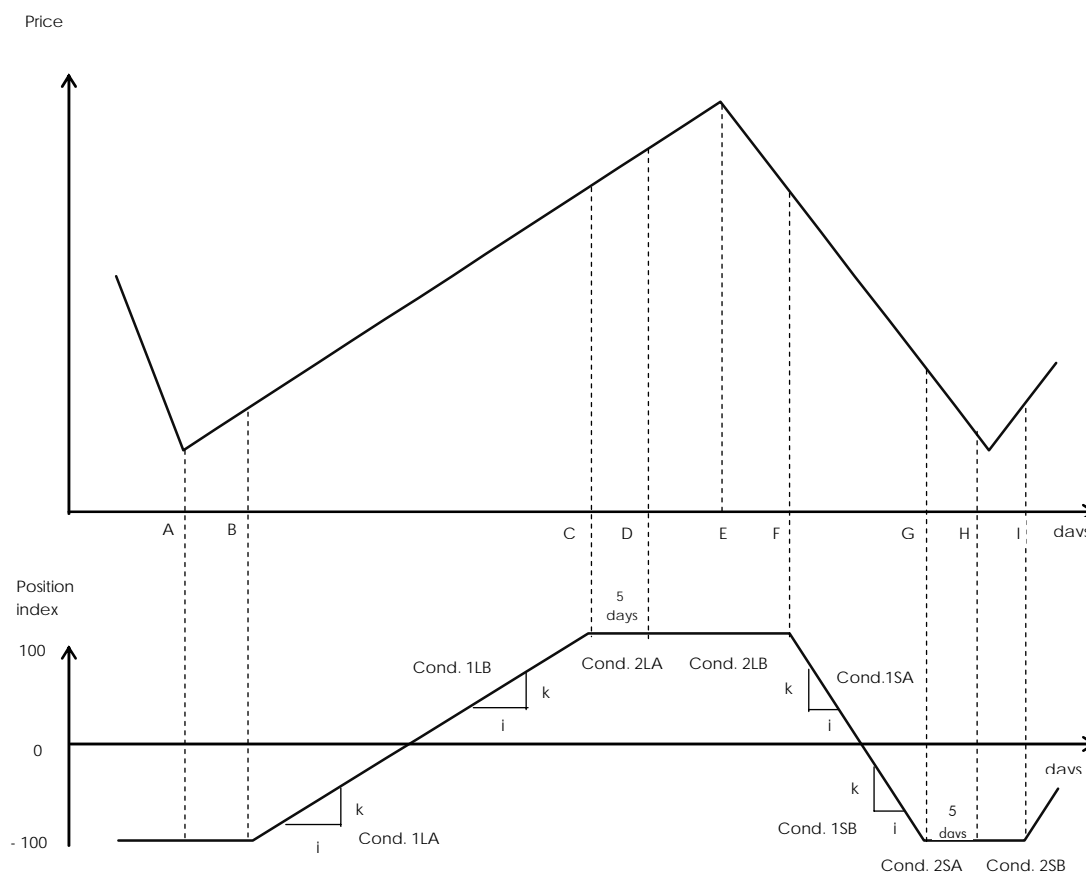 Price
A
B
C
D
E
F
G
H
I
days
Position
index
5
days
100
Cond. 1LB
Cond. 2LA
Cond. 2LB
Cond.1SA
k
k
i
i
0
days
k
k
5
days
Cond. 1SB
i
Cond. 1LA
i
- 100
Cond. 2SA
Cond. 2SB